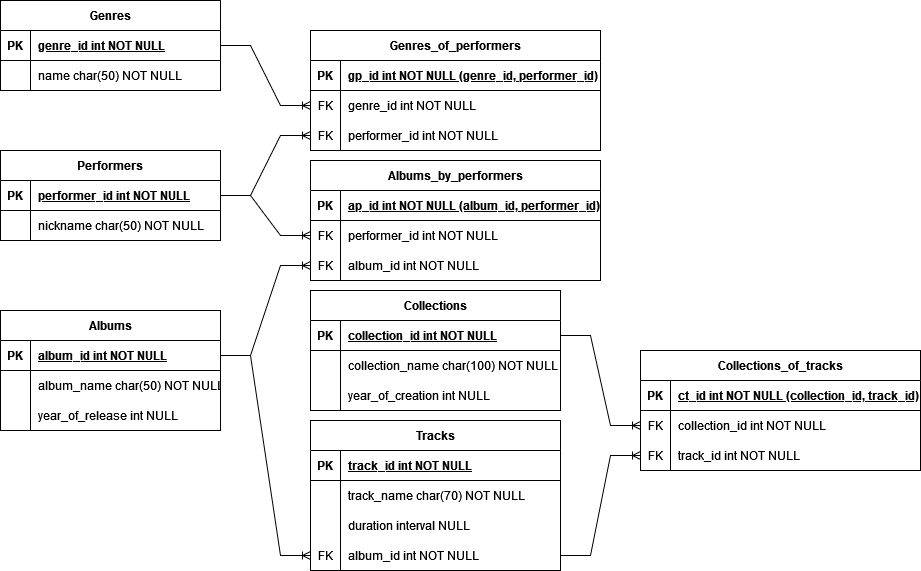 Genres
PK genre_id int NOT NULL
name char(50) NOT NULL
Genres_of_performers
PK gp_id int NOT NULL (genre_id, performer_id)
FK genre_id int NOT NULL
FK performer_id int NOT NULL
Performers
PK performer_id int NOT NULL
nickname char(50) NOT NULL
Albums_by_performers
PK ap_id int NOT NULL (album_id, performer_id)
FK performer_id int NOT NULL
FK album_id int NOT NULL
Albums
PK album_id int NOT NULL
album_name char(50) NOT NULL
year_of_release int NULL
Collections
PK collection_id int NOT NULL
collection_name char(100) NOT NULL
year_of_creation int NULL
Tracks
PK track_id int NOT NULL
track_name char(70) NOT NULL
duration interval NULL
FK album_id int NOT NULL
Collections_of_tracks
PK ct_id int NOT NULL (collection_id, track_id)
FK collection_id int NOT NULL
FK track_id int NOT NULL